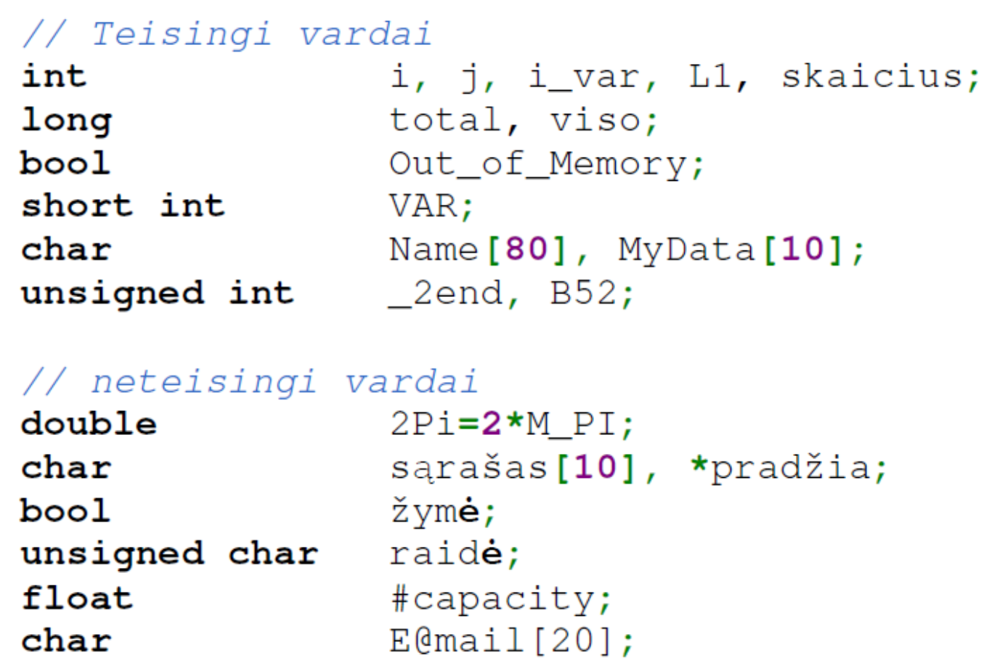 // Teisingi vardai
int i, j, i_var, L1, skaicius;
long total, viso;
bool Out_of_Memory;
short int VAR;
char Name[80], MyData[10];
unsigned int _2end, B52;
// neteisingi vardai
double 2Pi=2*M_PI;
char sąrašas[10], *pradžia;
bool žymė;
unsigned char raidė;
float #capacity;
char E@mail[20];